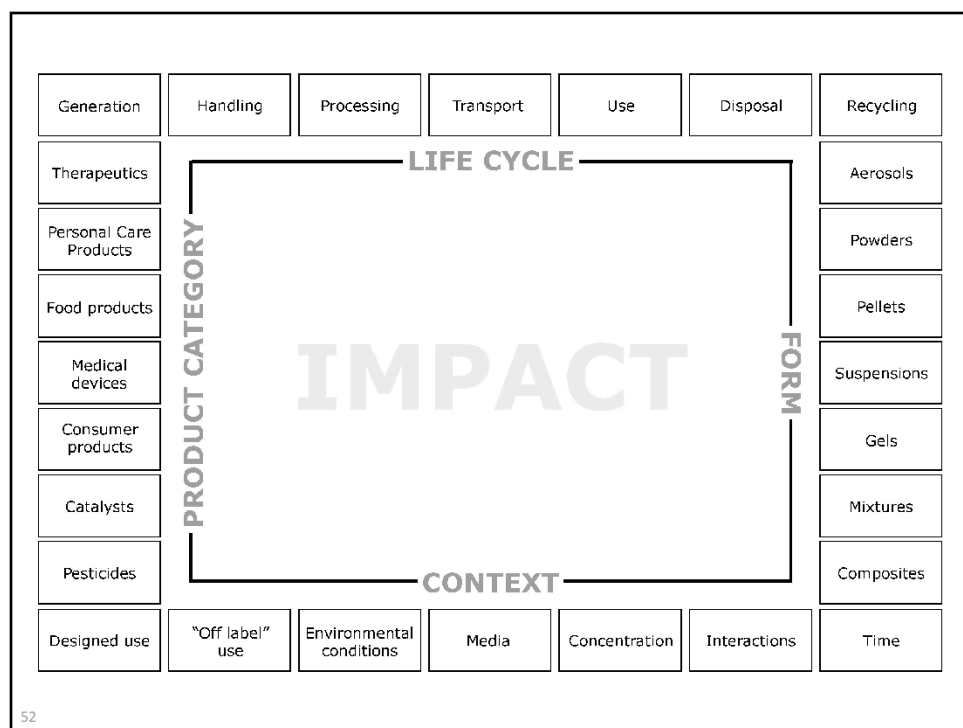 Generation
Handling
Processing
Transport
Use
Disposal
Recycling
LIFE CYCLE
Therapeutics
Personal Care
Products
Food products
Medical
devices
Consumer
products
Catalysts
Pesticides
PRODUCT CATEGORY
IMPACT
FORM
Aerosols
Powders
Pellets
Suspensions
Gels
Mixtures
Composites
CONTEXT
Designed use
“Off label”
use
Environmental
conditions
Media
Concentration
Interactions
Time
52